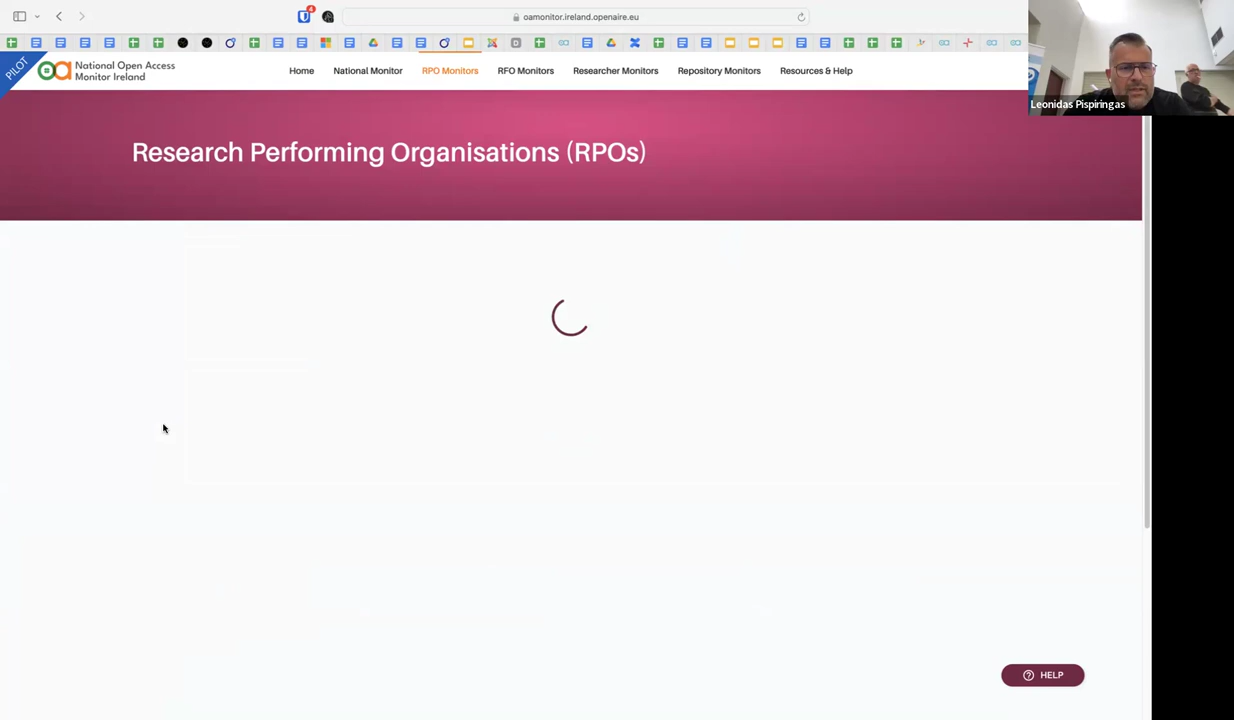 4
oamonitor.ireland.openaire.eu
PILOT
National Open Access
Monitor Ireland
Home
National Monitor
RPO Monitors
RFO Monitors
Researcher Monitors
Repository Monitors
Resources & Help
Leonidas Pispiringas
Research Performing Organisations (RPOs)
HELP